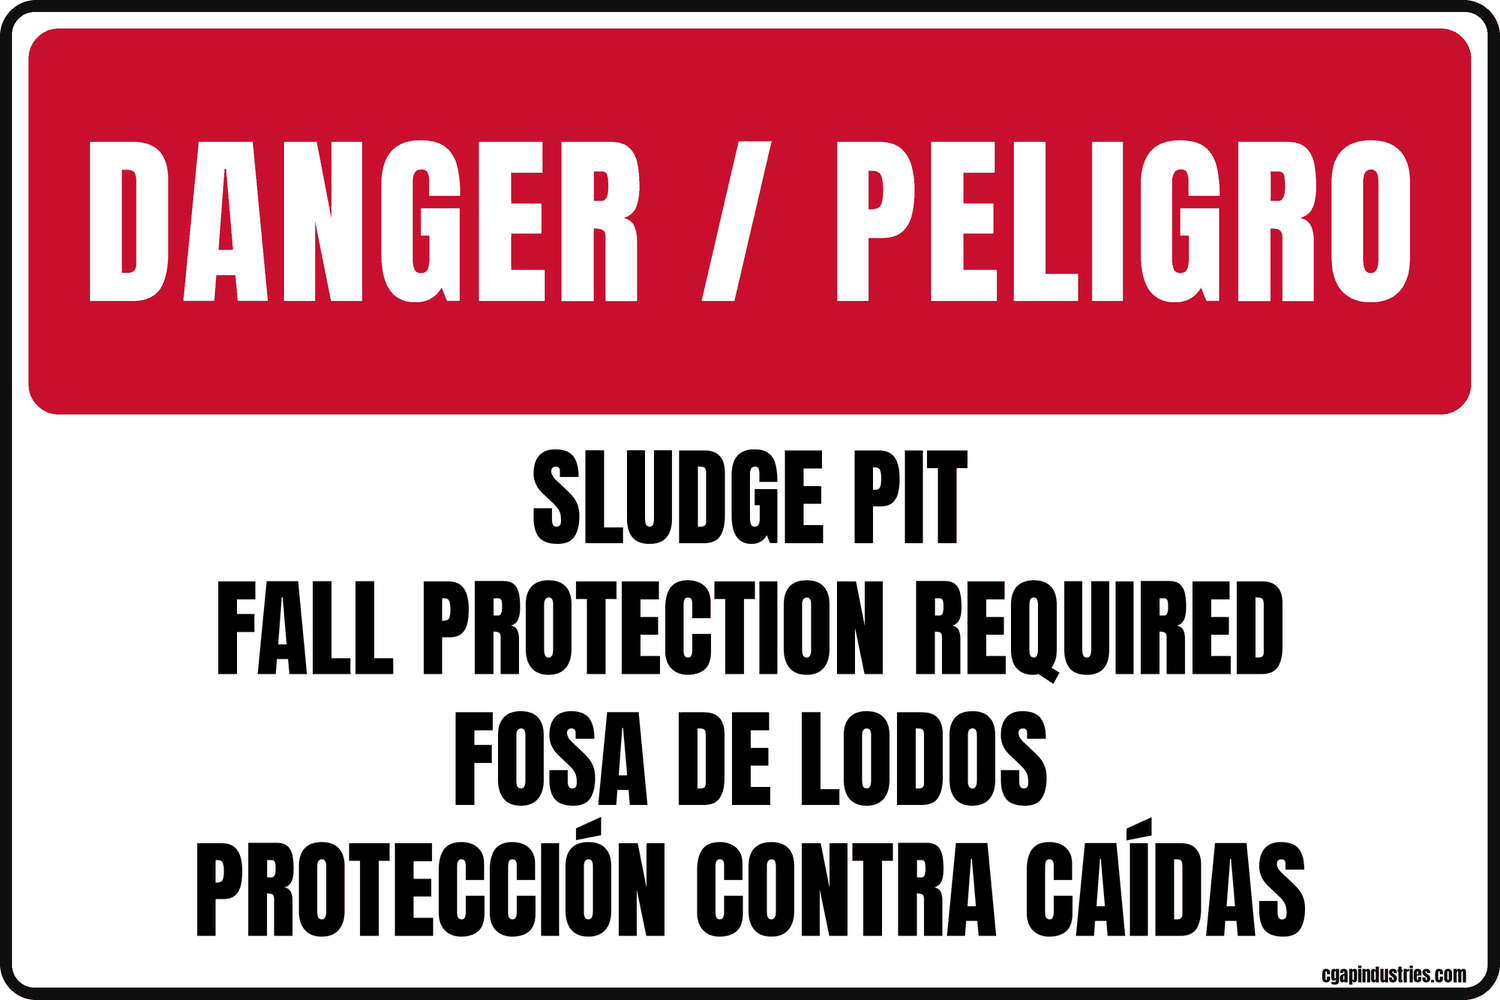 DANGER / PELIGRO
SLUDGE PIT
FALL PROTECTION REQUIRED
FOSA DE LODOS
PROTECCIÓN CONTRA CAÍDAS
cgapindustries.com